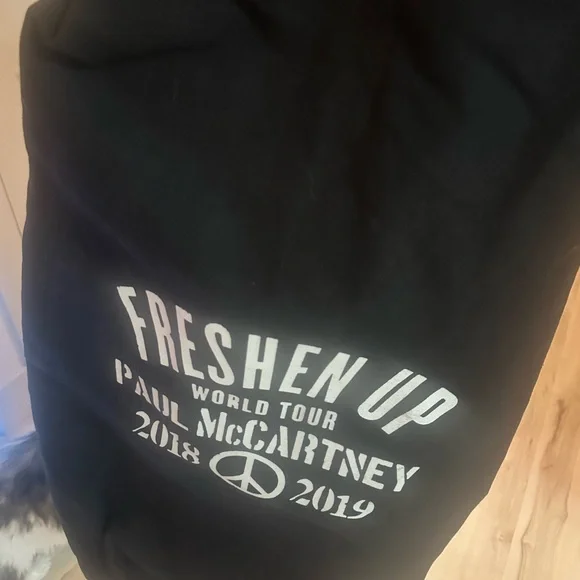 FRESHEN UP
WORLD TOUR
PAUL McCARTNEY
2018 2019